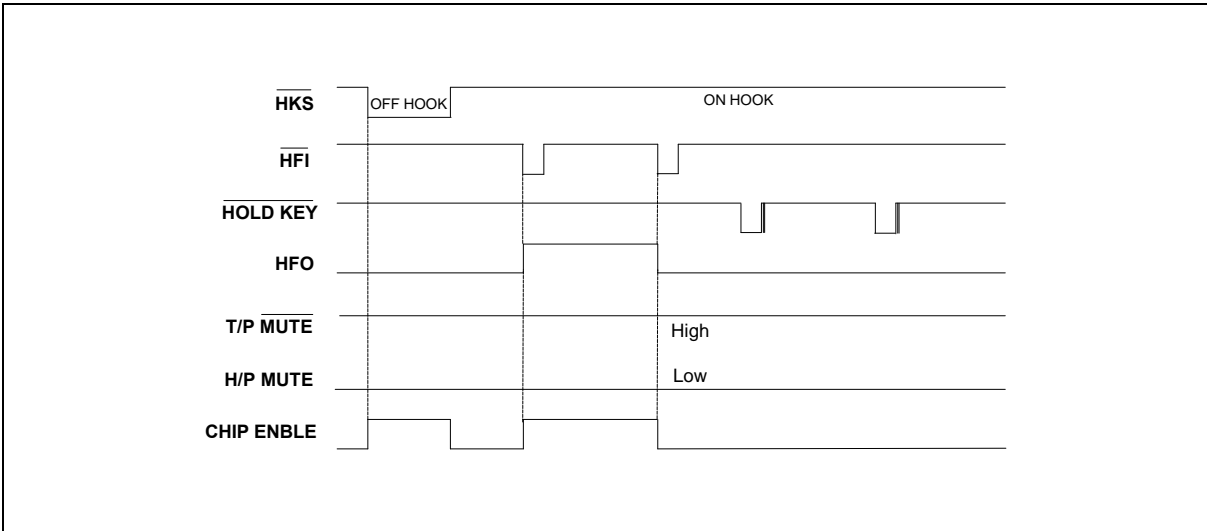 HKS OFF HOOK ON HOOK
HFI
HOLD KEY
HFO
T/P MUTE High
H/P MUTE Low
CHIP ENBLE